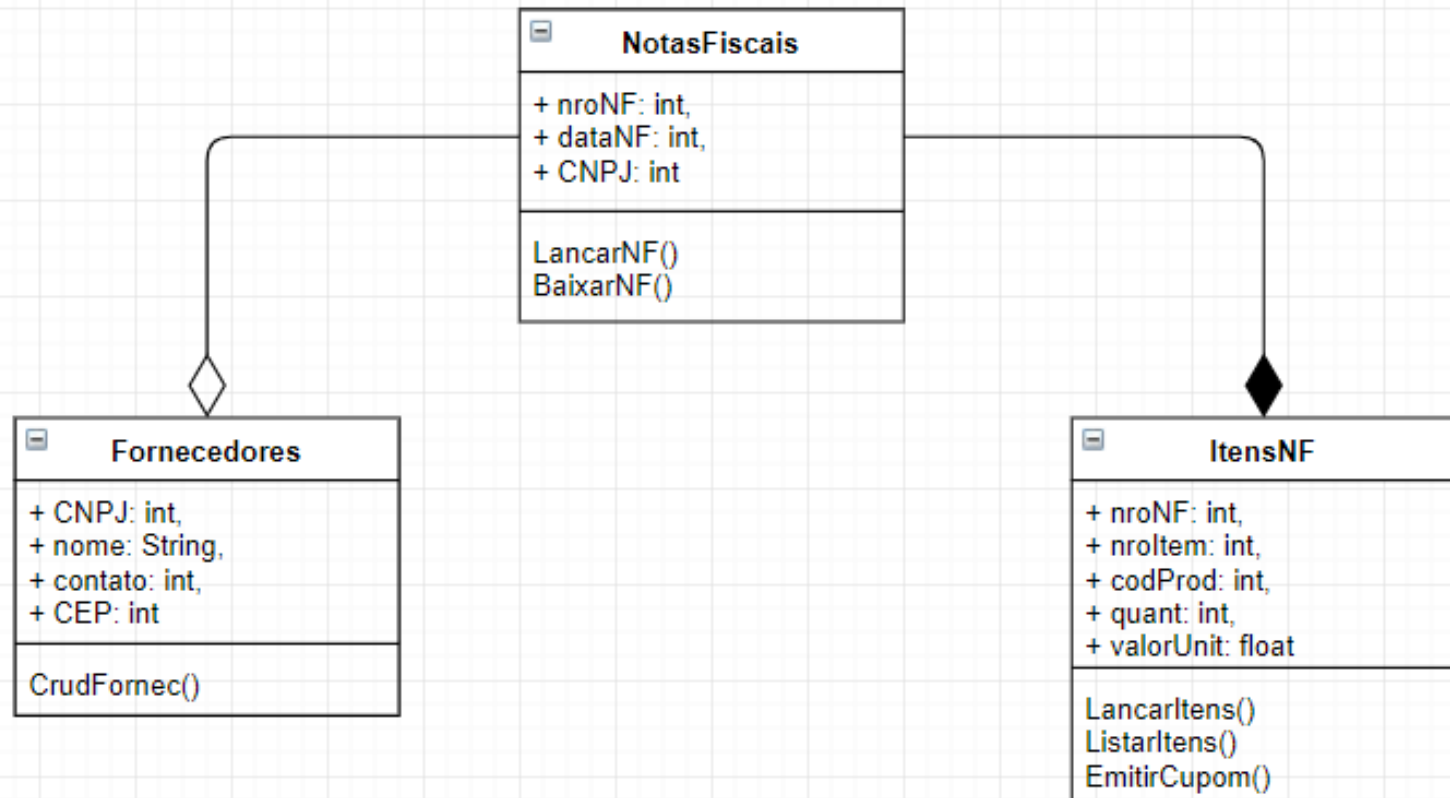 NotasFiscais
+ nroNF: int,
+ dataNF: int,
+ CNPJ: int
LancarNF()
BaixarNF()
Fornecedores
+ CNPJ: int,
+ nome: String,
+ contato: int,
+ CEP: int
CrudFornec()
ItensNF
+ nroNF: int,
+ nroItem: int,
+ codProd: int,
+ quant: int,
+ valorUnit: float
LancarItens()
ListarItens()
EmitirCupom()